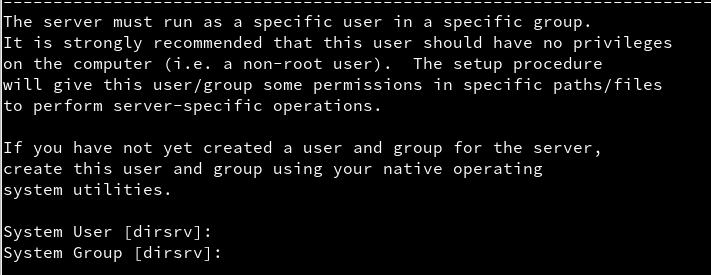 The server must run as a specific user in a specific group.
It is strongly recommended that this user should have no privileges
on the computer (i.e. a non-root user).  The setup procedure
will give this user/group some permissions in specific paths/files
to perform server-specific operations.

If you have not yet created a user and group for the server,
create this user and group using your native operating
system utilities.

System User [dirsrv]:
System Group [dirsrv]: